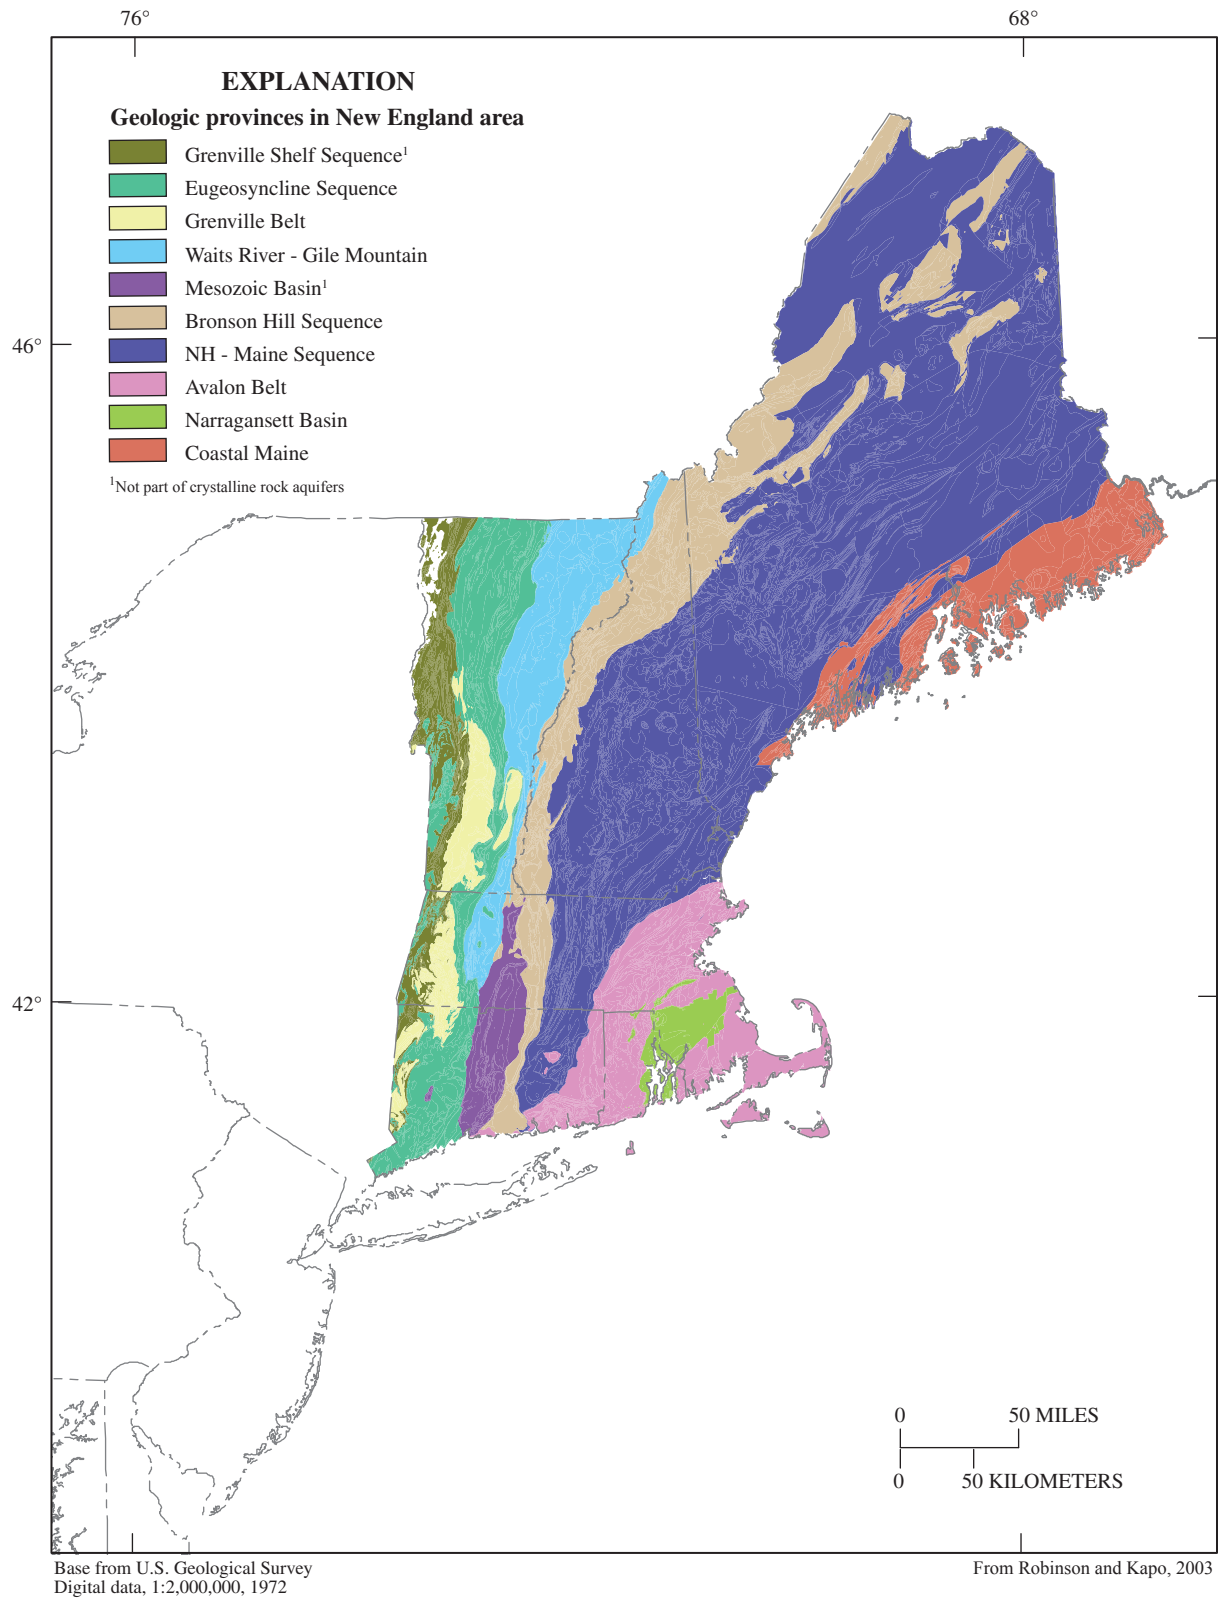 76°
68°
EXPLANATION
Geologic provinces in New England area
Grenville Shelf Sequence¹
Eugeosyncline Sequence
Grenville Belt
Waits River - Gile Mountain
Mesozoic Basin¹
Bronson Hill Sequence
NH - Maine Sequence
Avalon Belt
Narragansett Basin
Coastal Maine
¹Not part of crystalline rock aquifers
46°
42°
0 50 MILES
0 50 KILOMETERS
Base from U.S. Geological Survey
Digital data, 1:2,000,000, 1972
From Robinson and Kapo, 2003